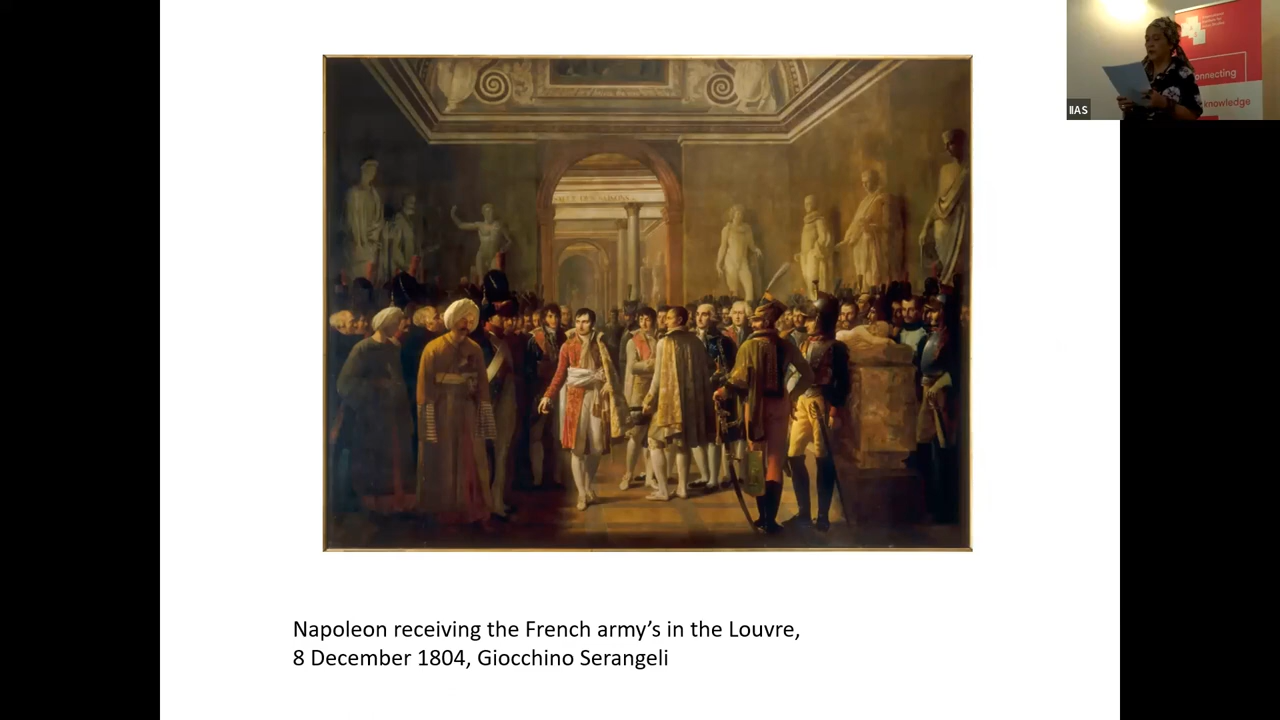 IIAS
onnecting
knowledge
Napoleon receiving the French army’s in the Louvre,
8 December 1804, Giocchino Serangeli